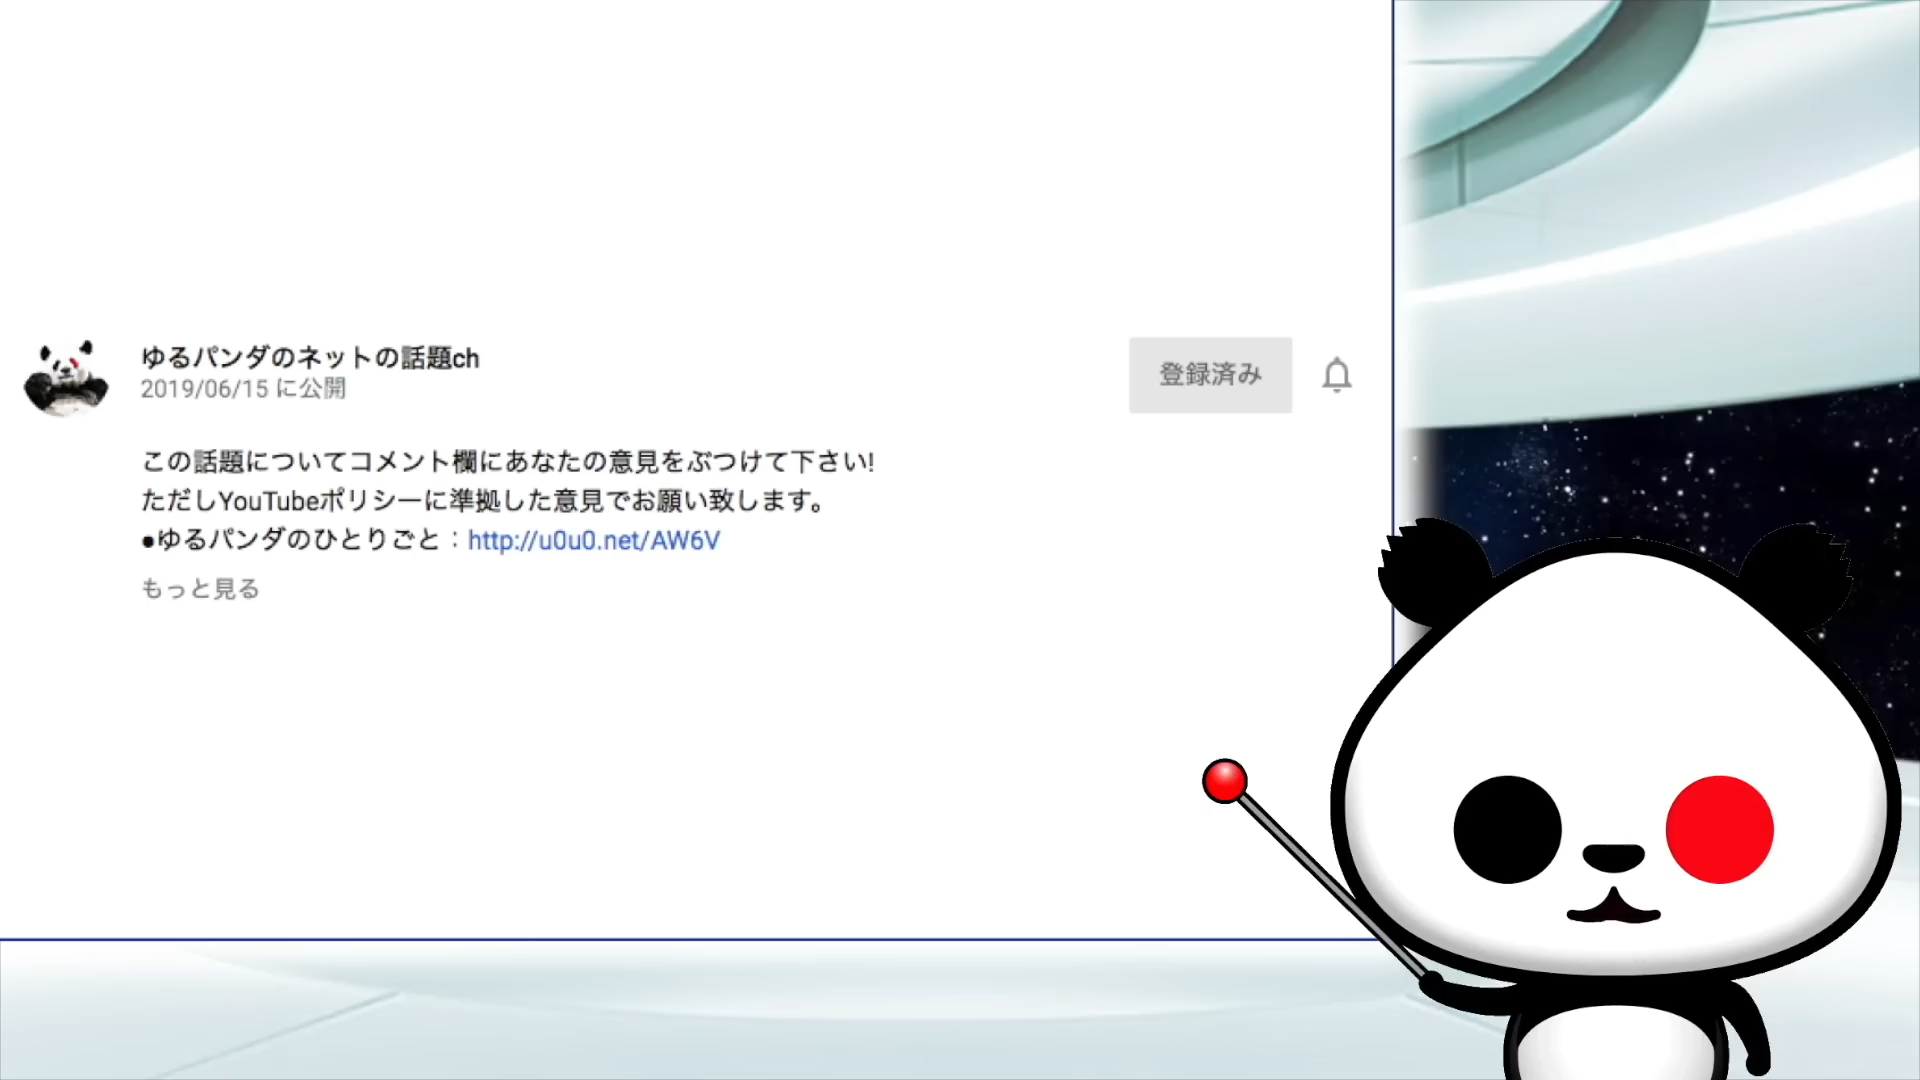 ゆるパンダのネットの話題ch
2019/06/15 に公開
登録済み
この話題についてコメント欄にあなたの意見をぶつけて下さい!
ただしYouTubeポリシーに準拠した意見でお願い致します。
●ゆるパンダのひとりごと：http://u0u0.net/AW6V
もっと見る